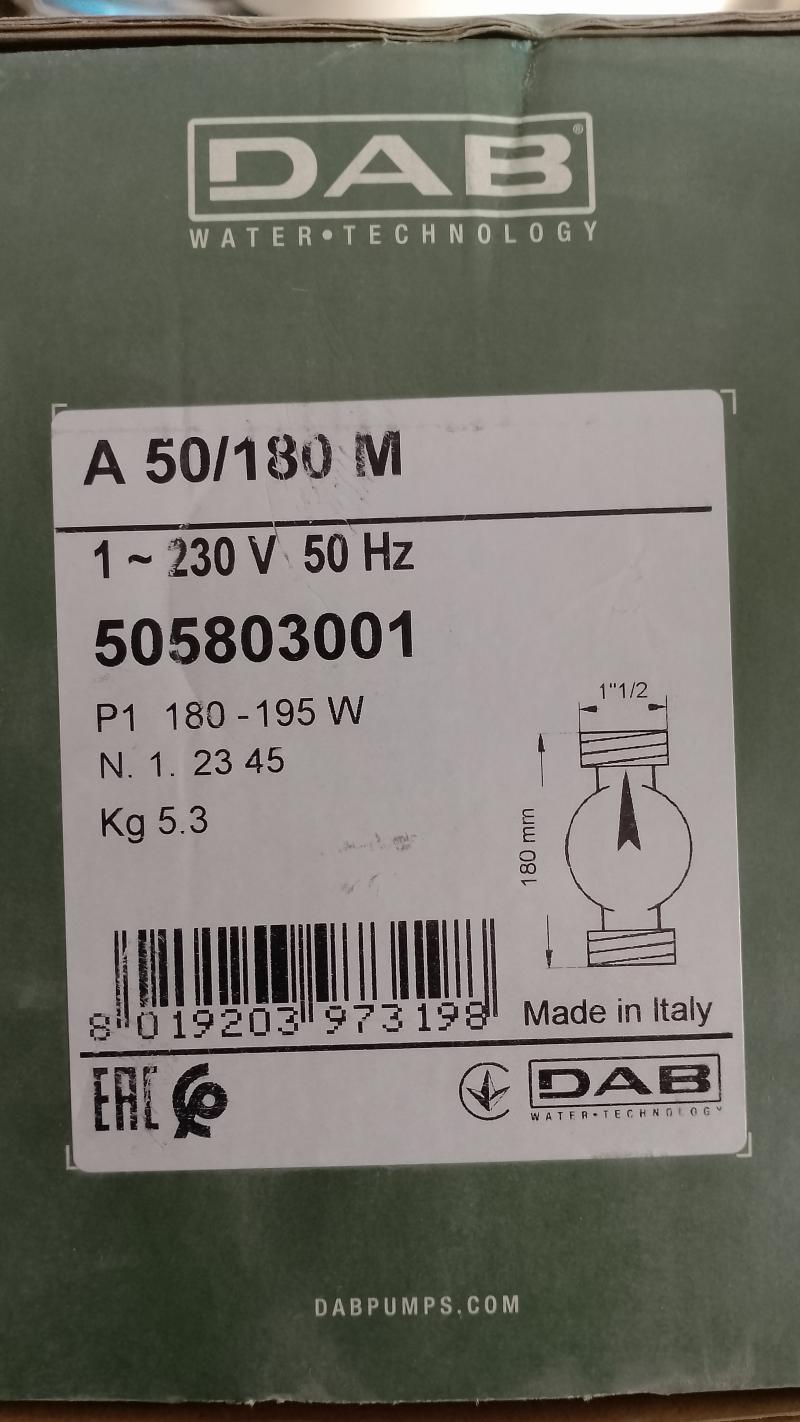 DAB®
WATER•TECHNOLOGY
A 50/180 M
1 ~ 230 V 50 Hz
505803001
P1 180 - 195 W
N. 1. 23 45
Kg 5.3
1"1/2
180 mm
8 019203 973198
Made in Italy
EAC
DAB
WATER•TECHNOLOGY
DABPUMPS.COM